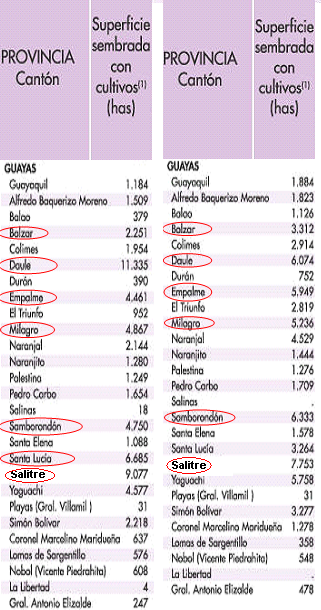 PROVINCIA
Cantón
Superficie
sembrada
con
cultivos(1)
(has)
GUAYAS
Guayaquil 1.184
Alfredo Baquerizo Moreno 1.509
Balao 379
Balzar 2.251
Colimes 1.954
Daule 11.335
Durán 390
Empalme 4.461
El Triunfo 952
Milagro 4.867
Naranjal 2.144
Naranjito 1.280
Palestina 1.249
Pedro Carbo 1.654
Salinas 18
Samborondón 4.750
Santa Elena 1.088
Santa Lucía 6.685
Salitre 9.077
Yaguachi 4.577
Playas (Gral. Villamil ) 31
Simón Bolívar 2.218
Coronel Marcelino Maridueña 637
Lomas de Sargentillo 576
Nobol (Vicente Piedrahita) 608
La Libertad 4
Gral. Antonio Elizalde 247
PROVINCIA
Cantón
Superficie
sembrada
con
cultivos(1)
(has)
GUAYAS
Guayaquil 1.884
Alfredo Baquerizo Moreno 1.823
Balao 1.126
Balzar 3.312
Colimes 2.914
Daule 6.074
Durán 752
Empalme 5.949
El Triunfo 2.819
Milagro 5.236
Naranjal 4.529
Naranjito 1.444
Palestina 1.276
Pedro Carbo 1.709
Salinas .
Samborondón 6.333
Santa Elena 1.578
Santa Lucía 3.264
Salitre 7.753
Yaguachi 5.758
Playas (Gral. Villamil ) 31
Simón Bolívar 3.277
Coronel Marcelino Maridueña 1.278
Lomas de Sargentillo 358
Nobol (Vicente Piedrahita) 548
La Libertad .
Gral. Antonio Elizalde 478